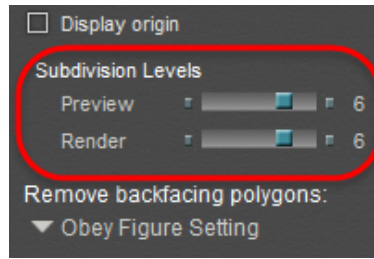 Display origin
Subdivision Levels
Preview 6
Render 6
Remove backfacing polygons:
Obey Figure Setting